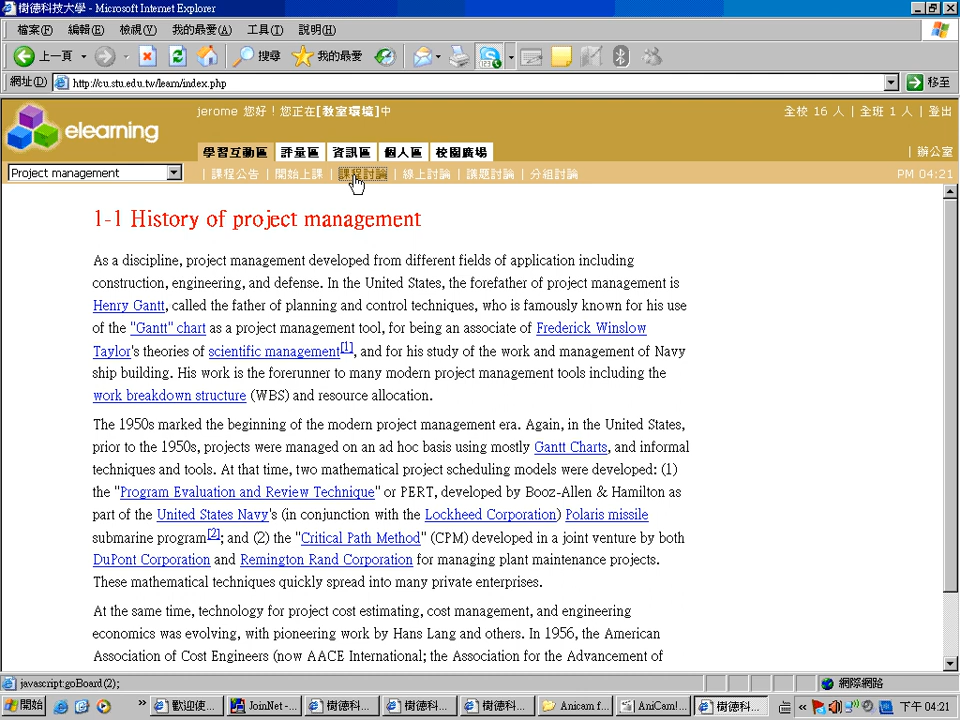 樹德科技大學 - Microsoft Internet Explorer
檔案(F) 編輯(E) 檢視(V) 我的最愛(A) 工具(T) 說明(H)
上一頁 搜尋 我的最愛
網址(D) http://cu.stu.edu.tw/learn/index.php 移至
jerome 您好！您正在[教室環境]中 全校 16 人 | 全班 1 人 | 登出
elearning
學習互動區 評量區 資訊區 個人區 校園廣場 | 辦公室
Project management | 課程公告 | 開始上課 | 課程討論 | 線上討論 | 議題討論 | 分組討論 PM 04:21
1-1 History of project management
As a discipline, project management developed from different fields of application including
construction, engineering, and defense. In the United States, the forefather of project management is
Henry Gantt, called the father of planning and control techniques, who is famously known for his use
of the "Gantt" chart as a project management tool, for being an associate of Frederick Winslow
Taylor's theories of scientific management[1], and for his study of the work and management of Navy
ship building. His work is the forerunner to many modern project management tools including the
work breakdown structure (WBS) and resource allocation.
The 1950s marked the beginning of the modern project management era. Again, in the United States,
prior to the 1950s, projects were managed on an ad hoc basis using mostly Gantt Charts, and informal
techniques and tools. At that time, two mathematical project scheduling models were developed: (1)
the "Program Evaluation and Review Technique" or PERT, developed by Booz-Allen & Hamilton as
part of the United States Navy's (in conjunction with the Lockheed Corporation) Polaris missile
submarine program[2]; and (2) the "Critical Path Method" (CPM) developed in a joint venture by both
DuPont Corporation and Remington Rand Corporation for managing plant maintenance projects.
These mathematical techniques quickly spread into many private enterprises.
At the same time, technology for project cost estimating, cost management, and engineering
economics was evolving, with pioneering work by Hans Lang and others. In 1956, the American
Association of Cost Engineers (now AACE International; the Association for the Advancement of
javascript:goBoard(2); 網際網路
開始 » 歡迎使... JoinNet -... 樹德科... 樹德科... 樹德科... Anicam f... AniCam!... 樹德科... « 下午 04:21